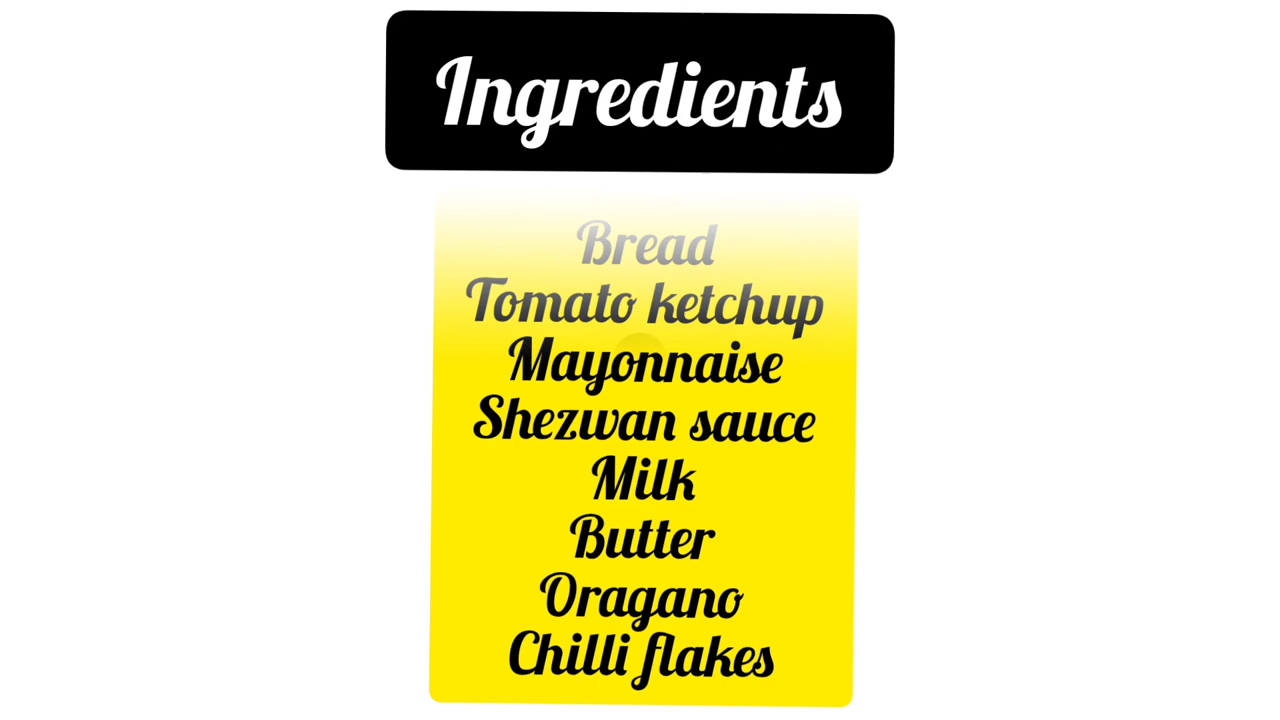 Ingredients
Bread
Tomato ketchup
Mayonnaise
Shezwan sauce
Milk
Butter
Oragano
Chilli flakes